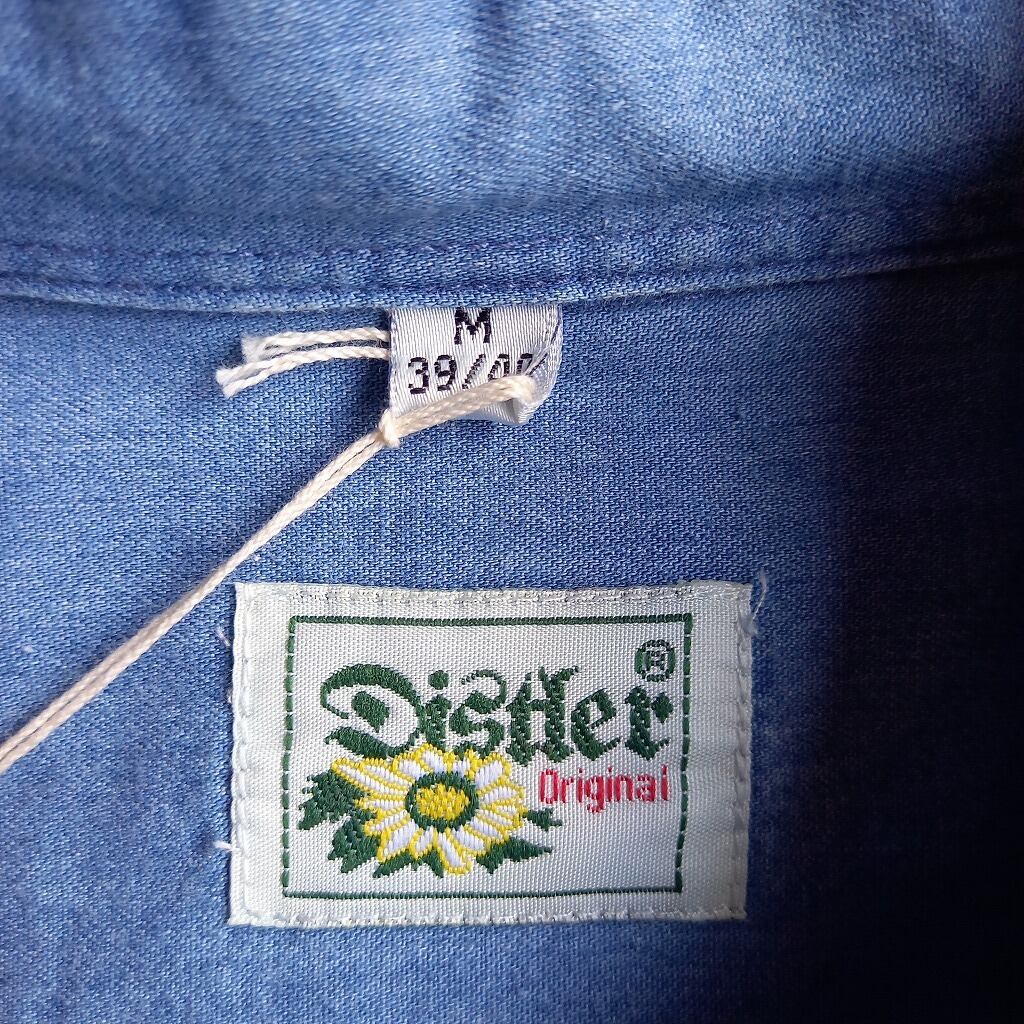 M
39/40
Distler ®
Original